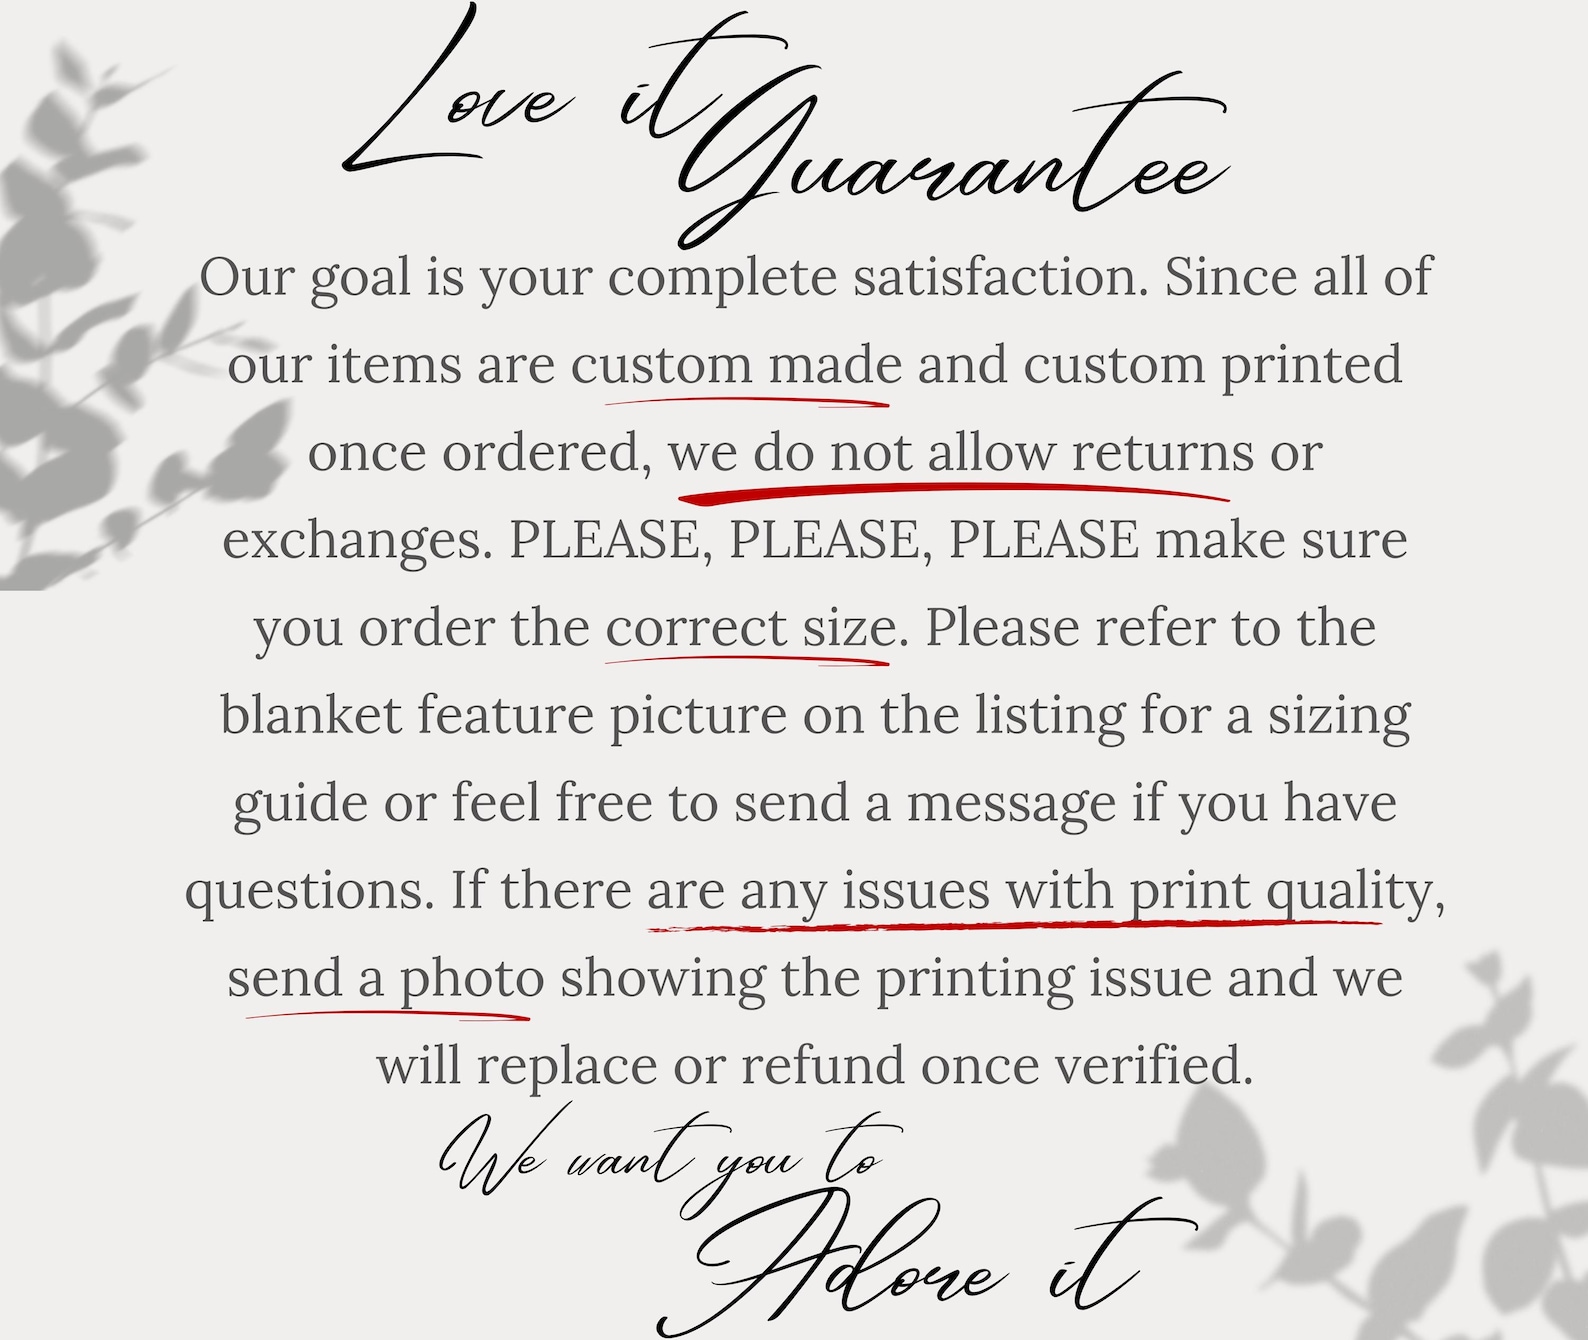 Love it
Guarantee
Our goal is your complete satisfaction. Since all of
our items are custom made and custom printed
once ordered, we do not allow returns or
exchanges. PLEASE, PLEASE, PLEASE make sure
you order the correct size. Please refer to the
blanket feature picture on the listing for a sizing
guide or feel free to send a message if you have
questions. If there are any issues with print quality,
send a photo showing the printing issue and we
will replace or refund once verified.
We want you to
Adore it